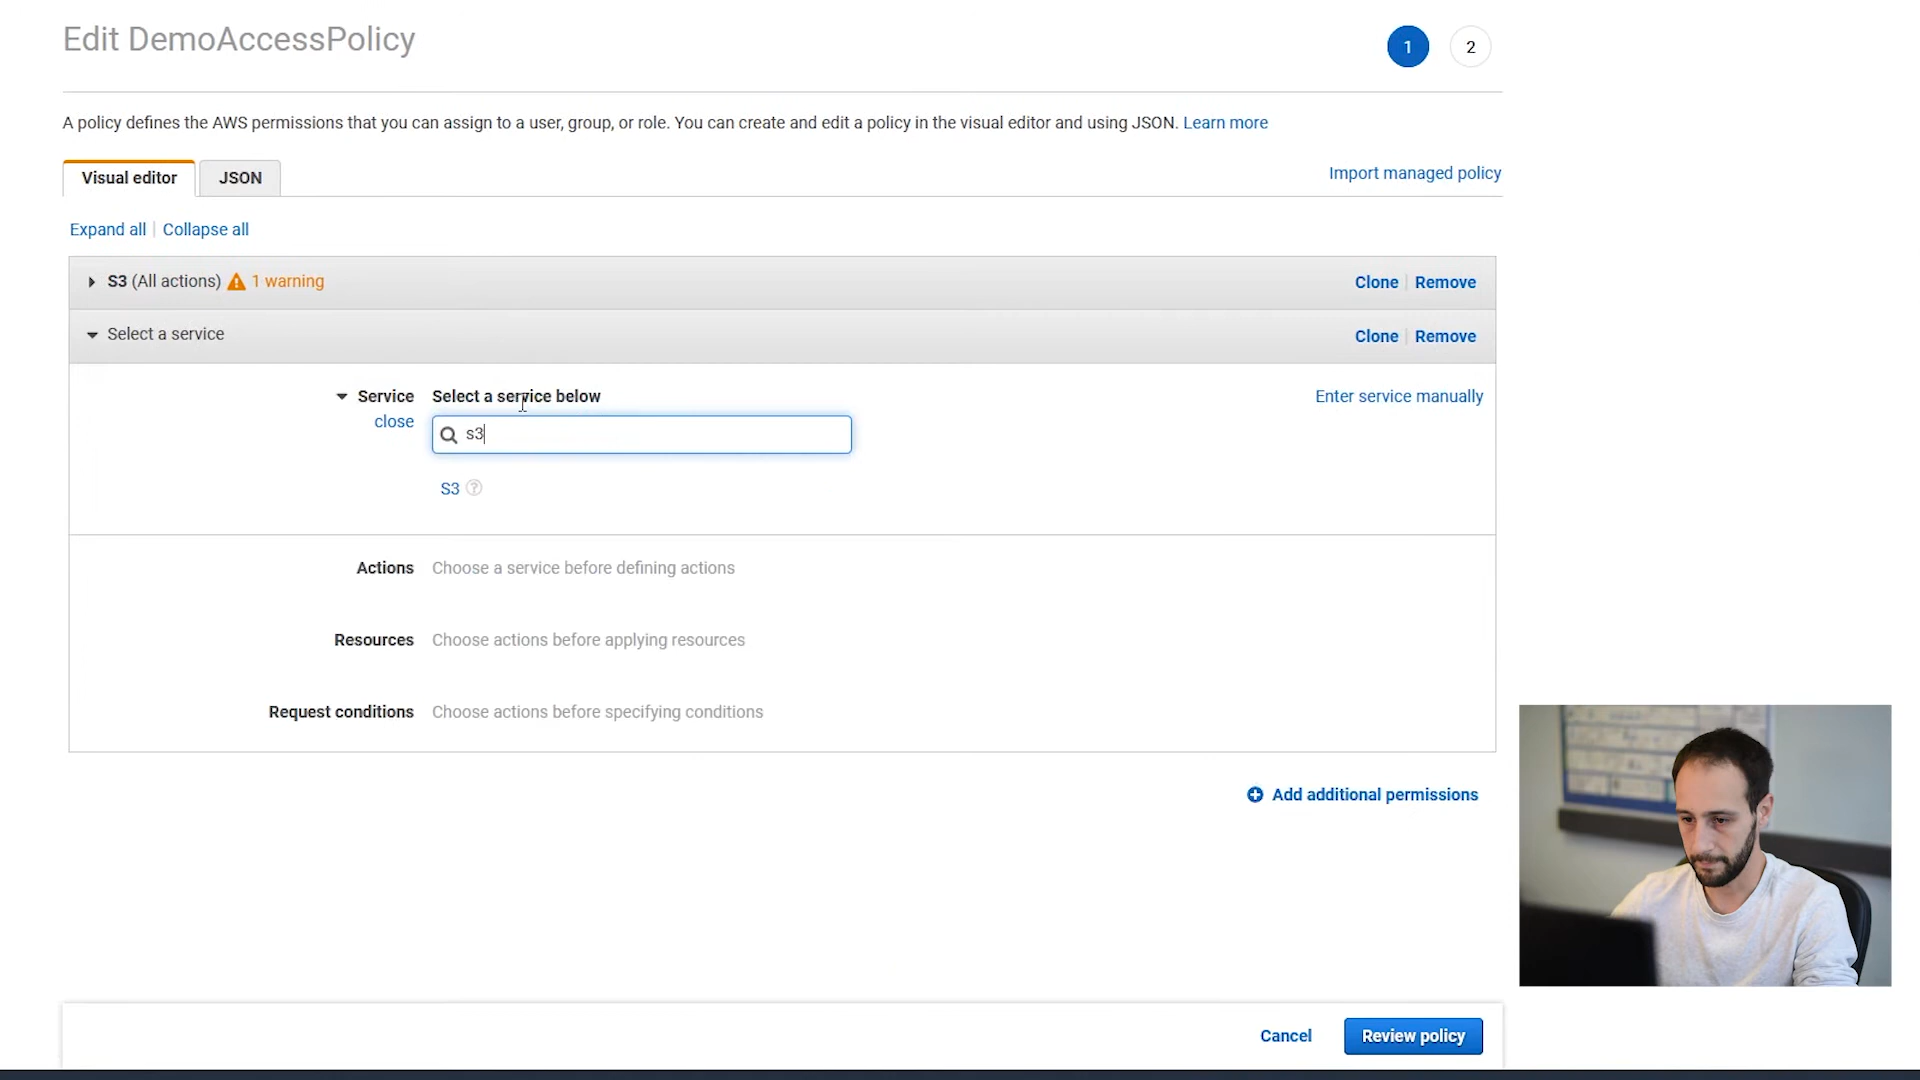 Edit DemoAccessPolicy
1
2
A policy defines the AWS permissions that you can assign to a user, group, or role. You can create and edit a policy in the visual editor and using JSON. Learn more
Visual editor
JSON
Import managed policy
Expand all
Collapse all
S3 (All actions) 1 warning
Clone
Remove
Select a service
Clone
Remove
Service
close
Select a service below
Enter service manually
s3
S3 ?
Actions
Choose a service before defining actions
Resources
Choose actions before applying resources
Request conditions
Choose actions before specifying conditions
Add additional permissions
Cancel
Review policy